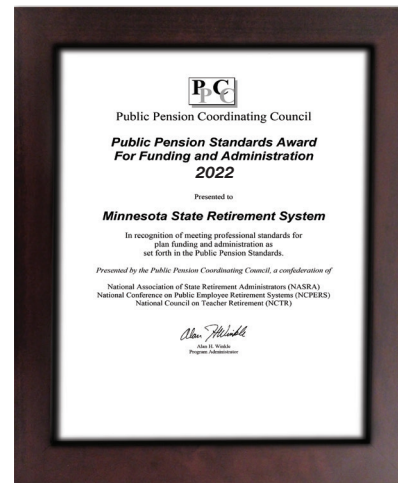 PPCC
Public Pension Coordinating Council
Public Pension Standards Award
For Funding and Administration
2022
Presented to
Minnesota State Retirement System
In recognition of meeting professional standards for
plan funding and administration as
set forth in the Public Pension Standards.
Presented by the Public Pension Coordinating Council, a confederation of
National Association of State Retirement Administrators (NASRA)
National Conference on Public Employee Retirement Systems (NCPERS)
National Council on Teacher Retirement (NCTR)
Alan H. Winkle
Alan H. Winkle
Program Administrator